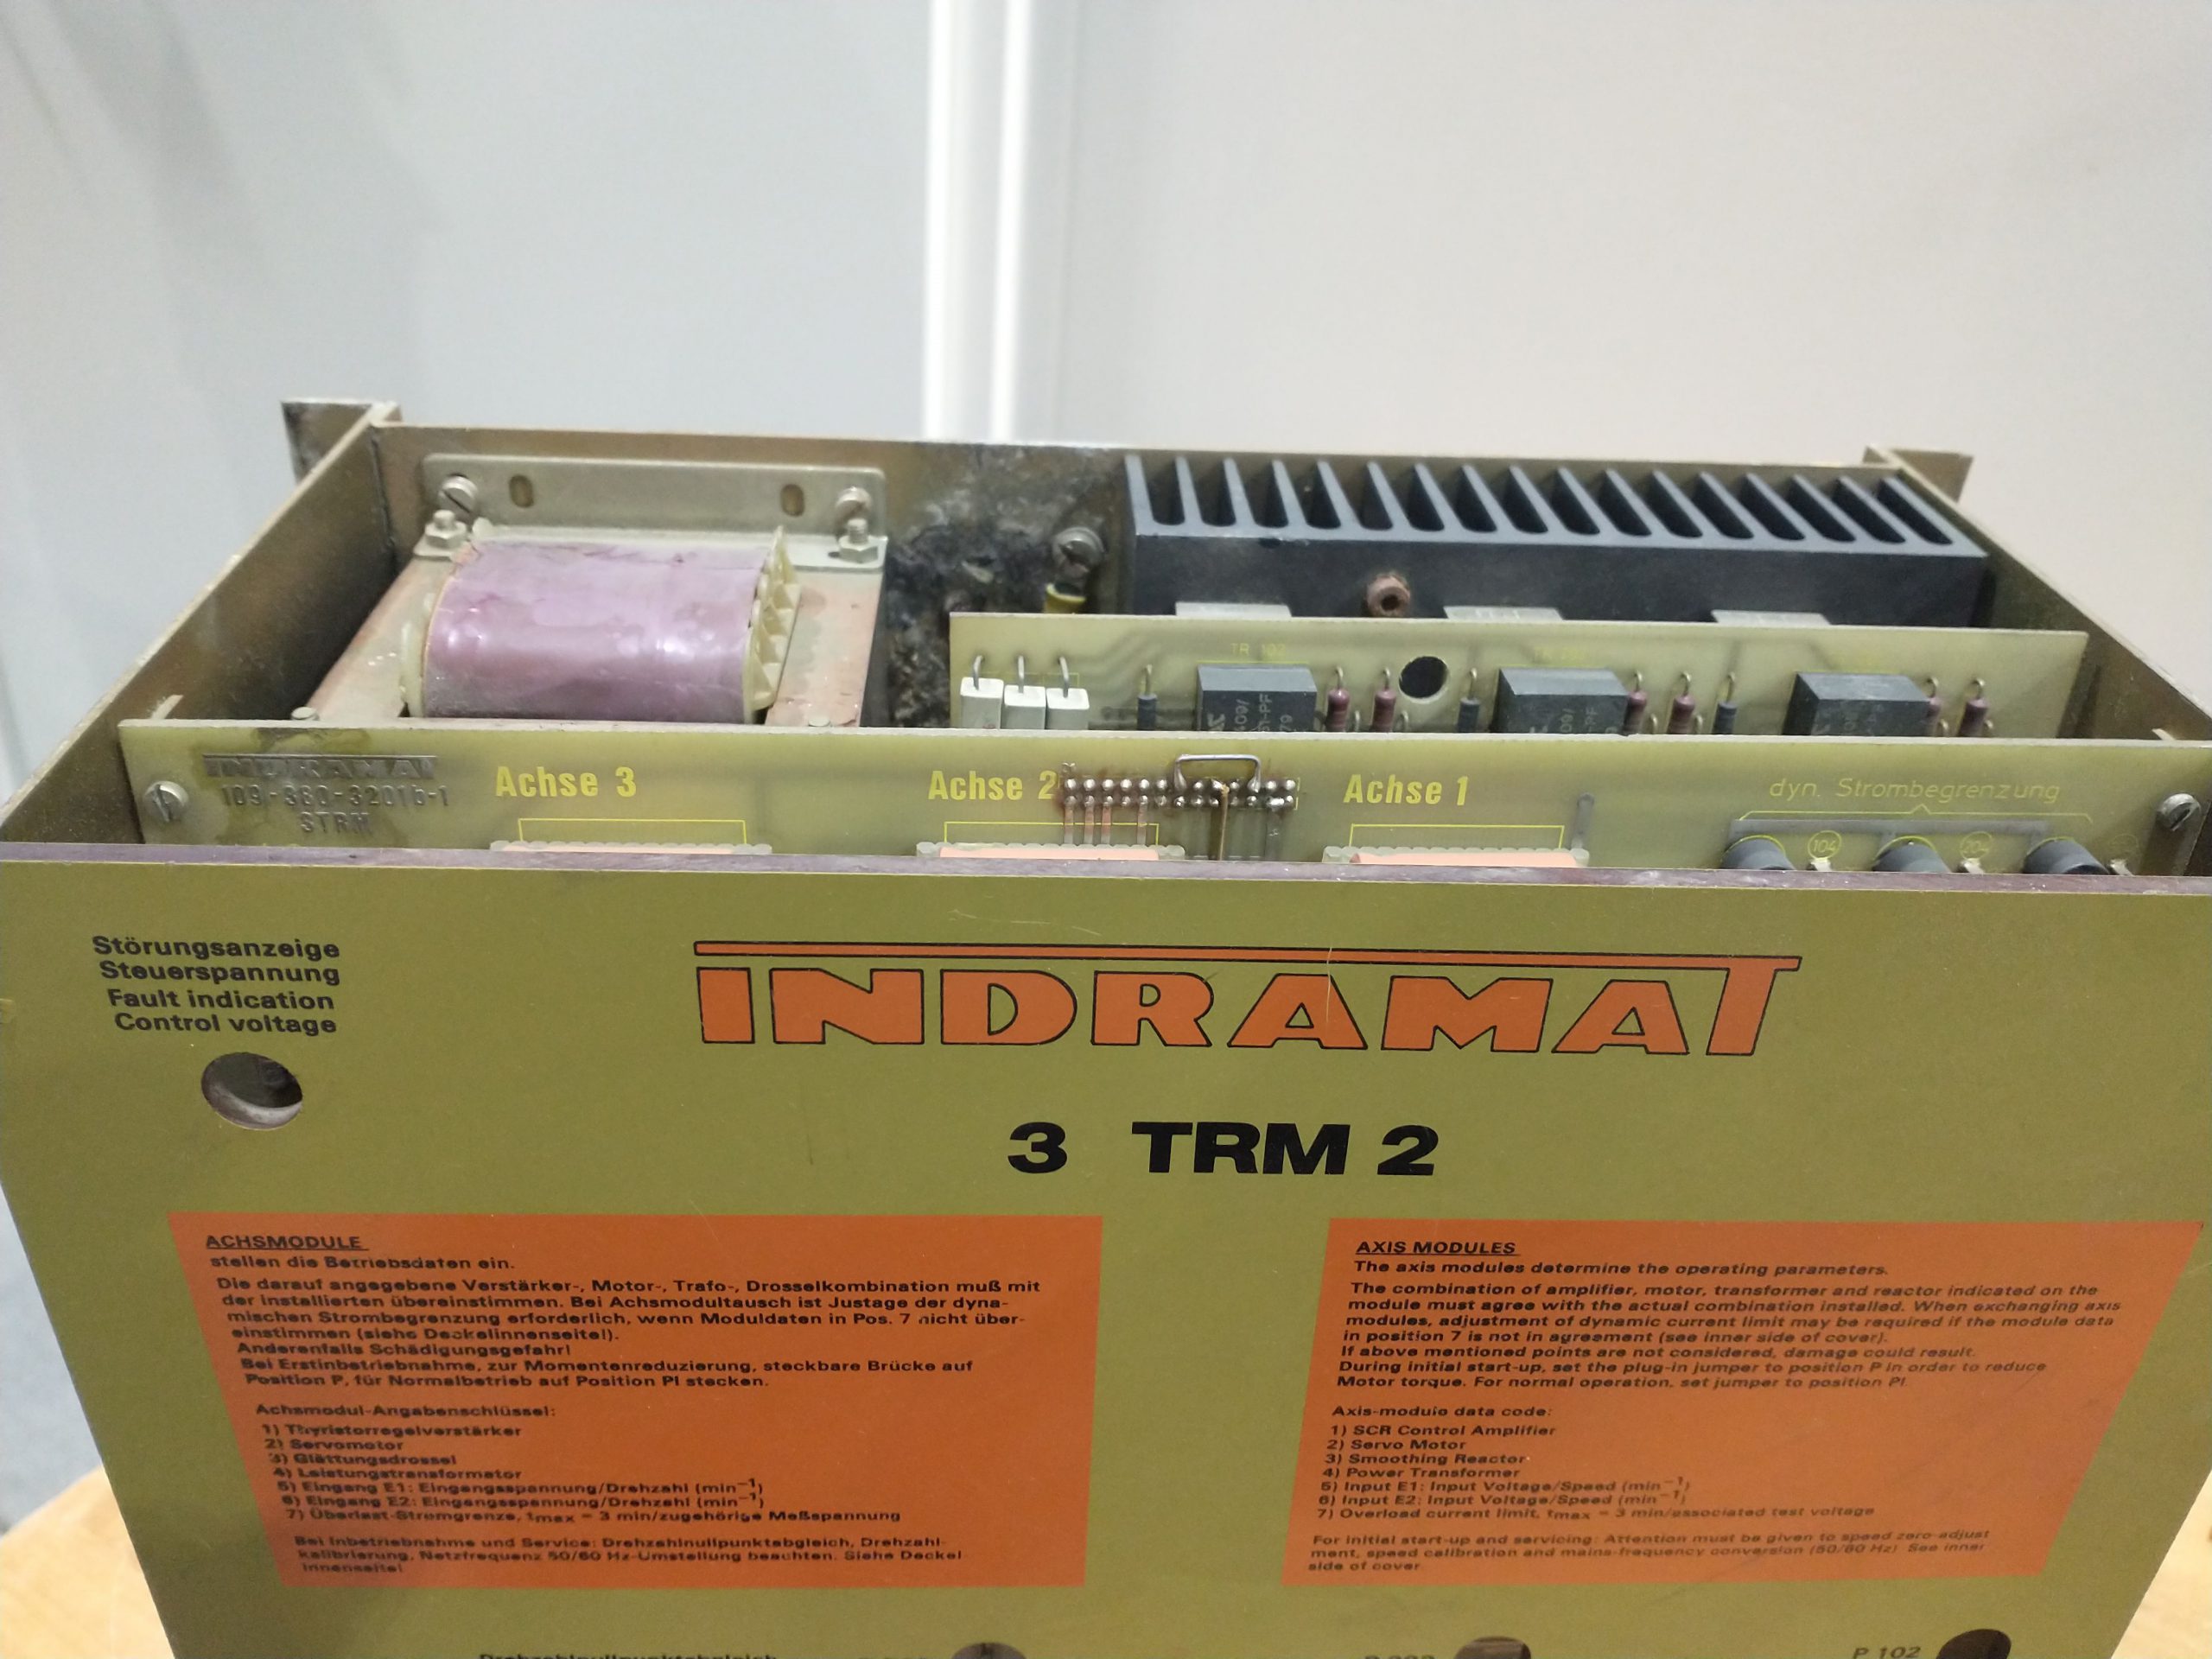 TR 102
INDRAMAT
109-380-3201b-1
STRM
Achse 3
Achse 2
Achse 1
dyn. Strombegrenzung
104
204
Störungsanzeige
Steuerspannung
Fault indication
Control voltage
INDRAMAT
3 TRM 2
ACHSMODULE
stellen die Betriebsdaten ein.
Die darauf angegebene Verstärker-, Motor-, Trafo-, Drosselkombination muß mit
der installierten übereinstimmen. Bei Achsmodultausch ist Justage der dyna-
mischen Strombegrenzung erforderlich, wenn Moduldaten in Pos. 7 nicht über-
einstimmen (siehe Deckelinnenseite!).
Anderenfalls Schädigungsgefahr!
Bei Erstinbetriebnahme, zur Momentenreduzierung, steckbare Brücke auf
Position P, für Normalbetrieb auf Position PI stecken.
Achsmodul-Angabenschlüssel:
1) Thyristorregelverstärker
2) Servomotor
3) Glättungsdrossel
4) Leistungstransformator
5) Eingang E1: Eingangsspannung/Drehzahl (min⁻¹)
6) Eingang E2: Eingangsspannung/Drehzahl (min⁻¹)
7) Überlast-Stromgrenze, tmax = 3 min/zugehörige Meßspannung
Bei Inbetriebnahme und Service: Drehzahlnullpunktabgleich, Drehzahl-
kalibrierung, Netzfrequenz 50/60 Hz-Umstellung beachten. Siehe Deckel
innenseite!
AXIS MODULES
The axis modules determine the operating parameters.
The combination of amplifier, motor, transformer and reactor indicated on the
module must agree with the actual combination installed. When exchanging axis
modules, adjustment of dynamic current limit may be required if the module data
in position 7 is not in agreement (see inner side of cover).
If above mentioned points are not considered, damage could result.
During initial start-up, set the plug-in jumper to position P in order to reduce
Motor torque. For normal operation, set jumper to position PI.
Axis-module data code:
1) SCR Control Amplifier
2) Servo Motor
3) Smoothing Reactor
4) Power Transformer
5) Input E1: Input Voltage/Speed (min⁻¹)
6) Input E2: Input Voltage/Speed (min⁻¹)
7) Overload current limit, tmax = 3 min/associated test voltage
For initial start-up and servicing: Attention must be given to speed zero-adjust
ment, speed calibration and mains-frequency conversion (50/60 Hz) See inner
side of cover.
Drehzahlnullpunktabgleich
P 102